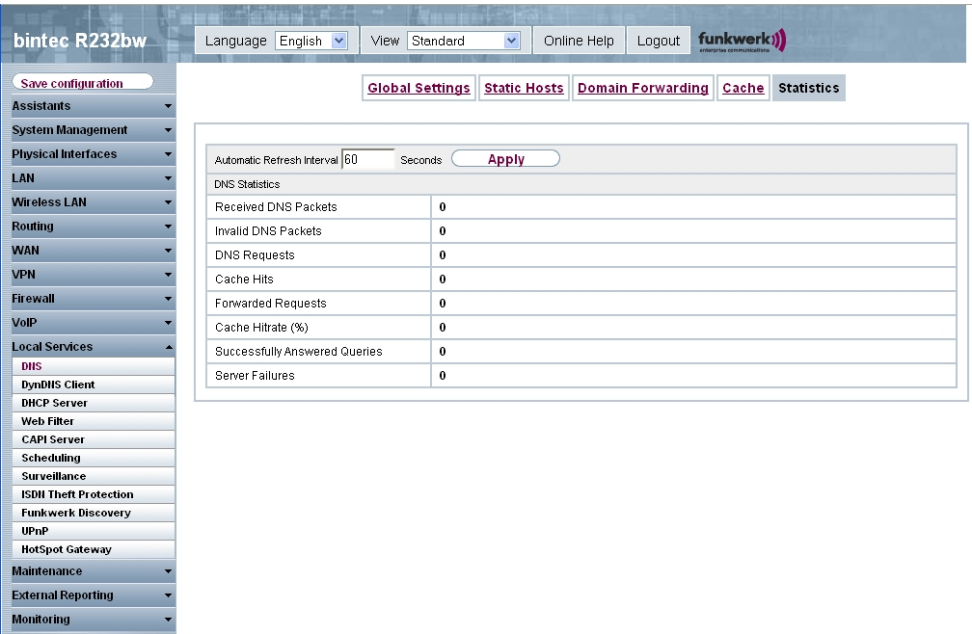 bintec R232bw
Language English View Standard Online Help Logout funkwerk
enterprise communications
Save configuration
Global Settings Static Hosts Domain Forwarding Cache Statistics
Assistants
System Management
Physical Interfaces
LAN
Wireless LAN
Routing
WAN
VPN
Firewall
VoIP
Local Services
DNS
DynDNS Client
DHCP Server
Web Filter
CAPI Server
Scheduling
Surveillance
ISDN Theft Protection
Funkwerk Discovery
UPnP
HotSpot Gateway
Maintenance
External Reporting
Monitoring
Automatic Refresh Interval 60 Seconds Apply
DNS Statistics
Received DNS Packets 0
Invalid DNS Packets 0
DNS Requests 0
Cache Hits 0
Forwarded Requests 0
Cache Hitrate (%) 0
Successfully Answered Queries 0
Server Failures 0